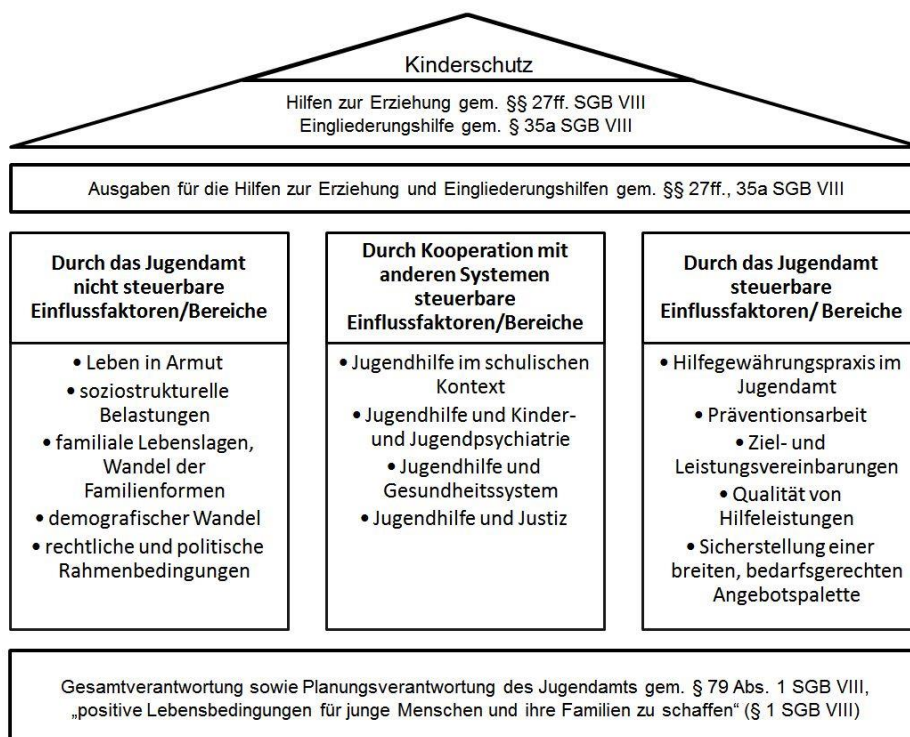 Kinderschutz
Hilfen zur Erziehung gem. §§ 27ff. SGB VIII
Eingliederungshilfe gem. § 35a SGB VIII
Ausgaben für die Hilfen zur Erziehung und Eingliederungshilfen gem. §§ 27ff., 35a SGB VIII
Durch das Jugendamt
nicht steuerbare
Einflussfaktoren/Bereiche
• Leben in Armut
• soziostrukturelle
Belastungen
• familiale Lebenslagen,
Wandel der
Familienformen
• demografischer Wandel
• rechtliche und politische
Rahmenbedingungen
Durch Kooperation mit
anderen Systemen
steuerbare
Einflussfaktoren/Bereiche
• Jugendhilfe im schulischen
Kontext
• Jugendhilfe und Kinder-
und Jugendpsychiatrie
• Jugendhilfe und
Gesundheitssystem
• Jugendhilfe und Justiz
Durch das Jugendamt
steuerbare
Einflussfaktoren/ Bereiche
• Hilfegewährungspraxis im
Jugendamt
• Präventionsarbeit
• Ziel- und
Leistungsvereinbarungen
• Qualität von
Hilfeleistungen
• Sicherstellung einer
breiten, bedarfsgerechten
Angebotspalette
Gesamtverantwortung sowie Planungsverantwortung des Jugendamts gem. § 79 Abs. 1 SGB VIII,
„positive Lebensbedingungen für junge Menschen und ihre Familien zu schaffen“ (§ 1 SGB VIII)